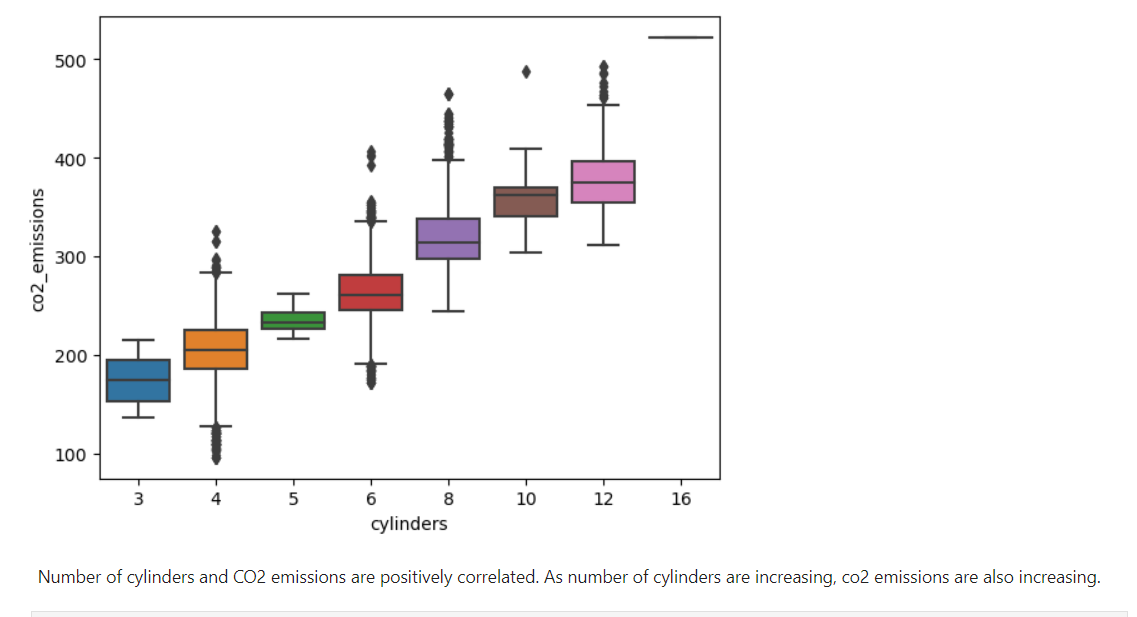 500
400
300
200
100
co2_emissions
3 4 5 6 8 10 12 16
cylinders
Number of cylinders and CO2 emissions are positively correlated. As number of cylinders are increasing, co2 emissions are also increasing.